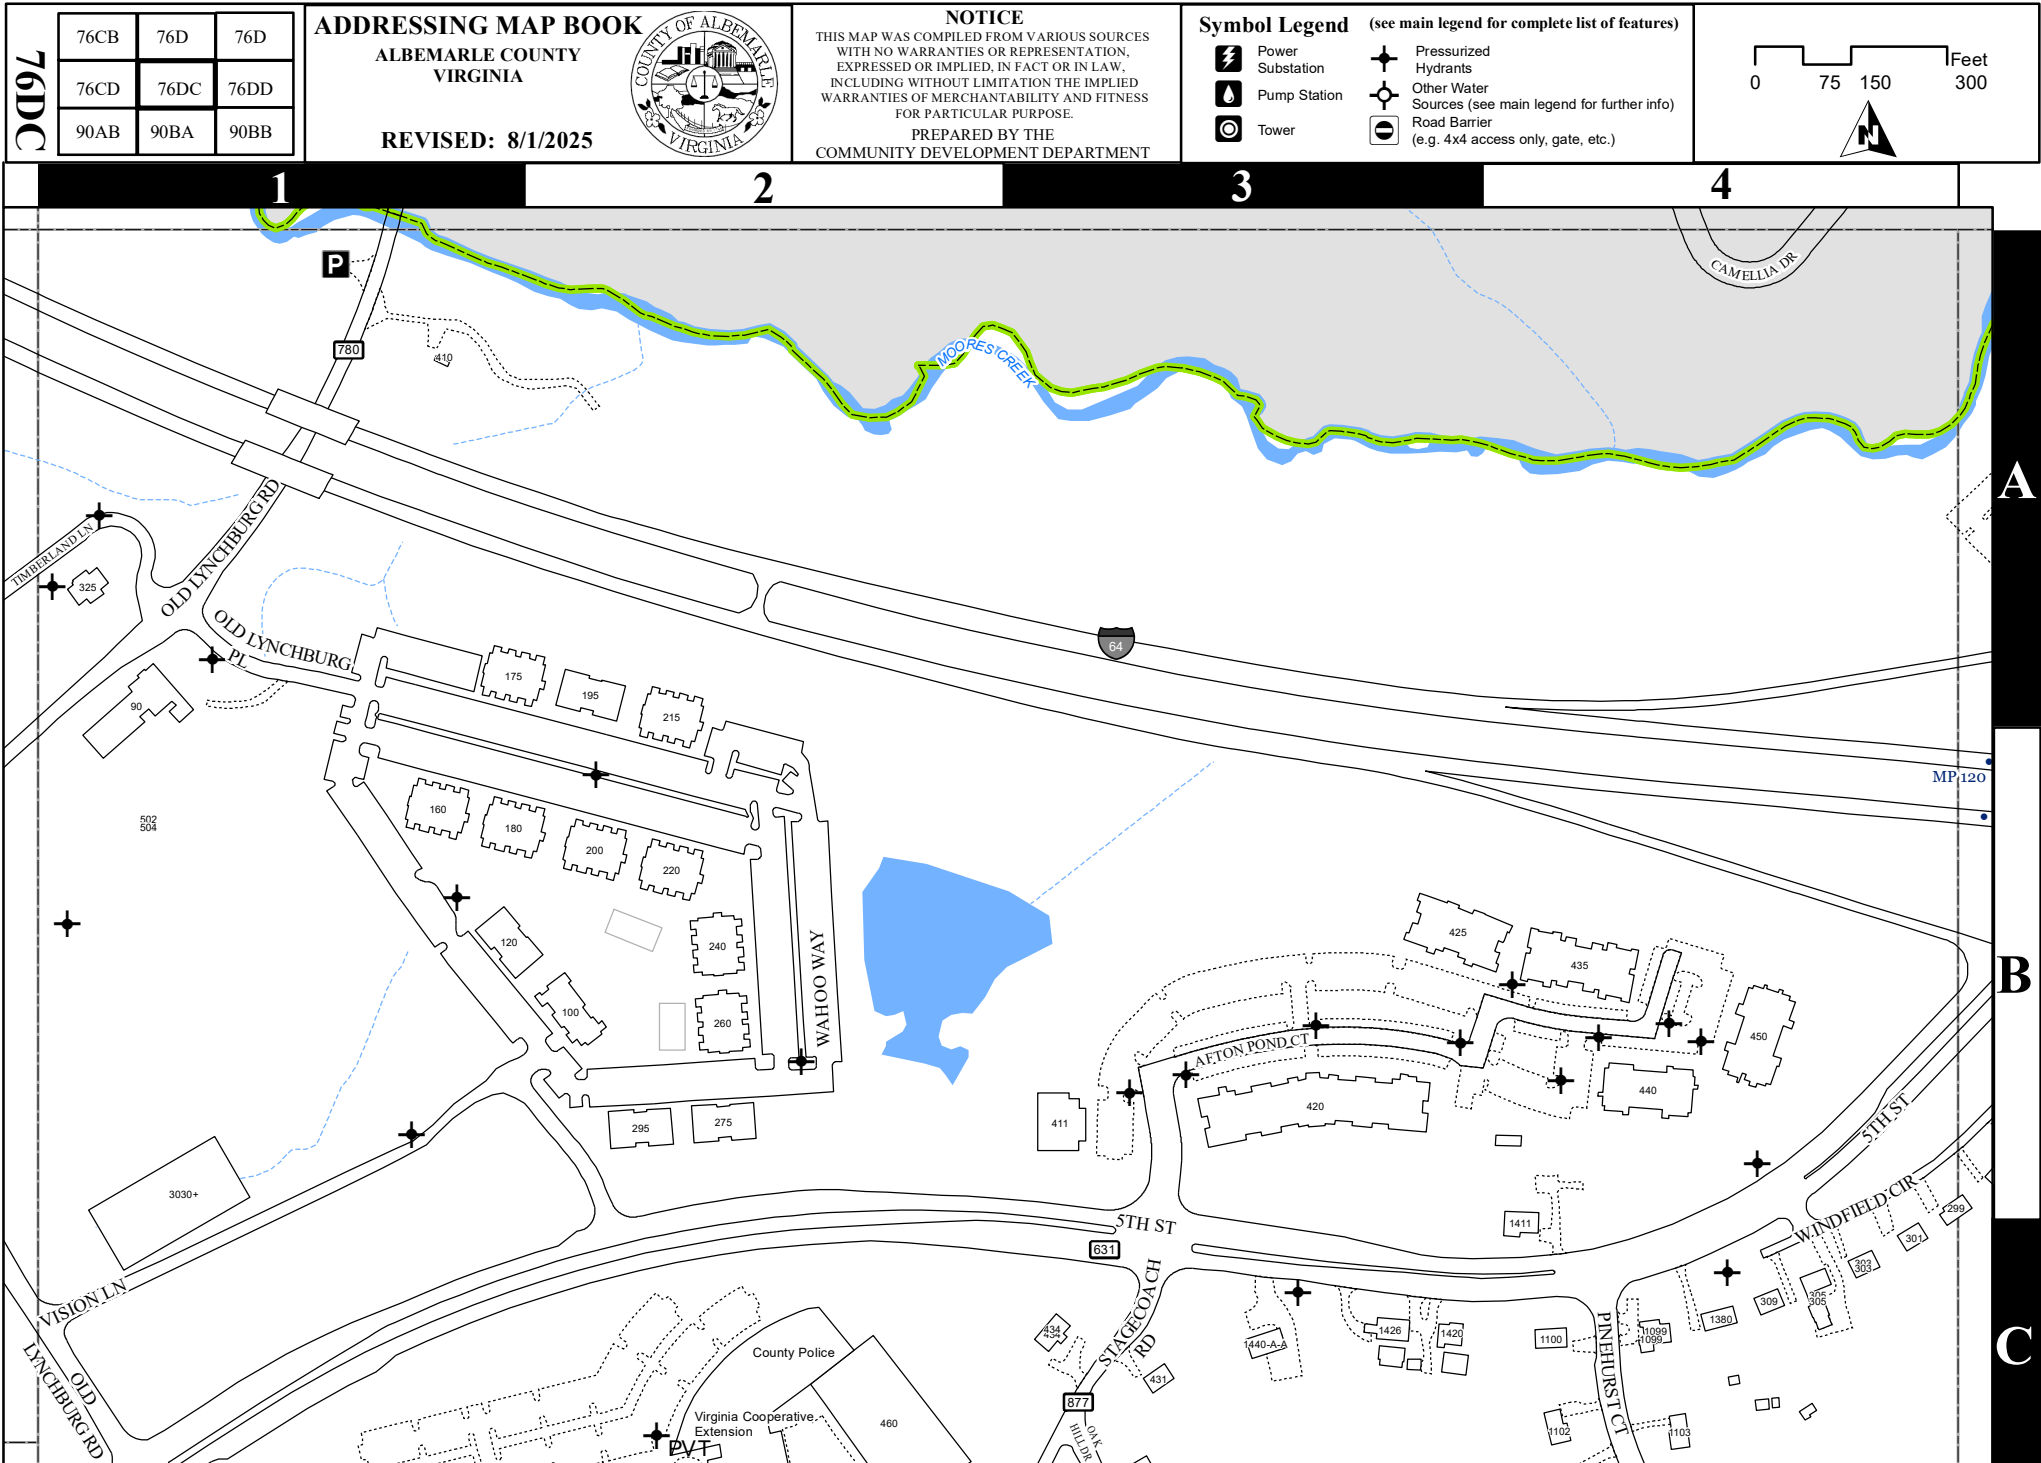 76DC
76CB 76D 76D
76CD 76DC 76DD
90AB 90BA 90BB
ADDRESSING MAP BOOK
ALBEMARLE COUNTY
VIRGINIA
REVISED: 8/1/2025
COUNTY OF ALBEMARLE
VIRGINIA
NOTICE
THIS MAP WAS COMPILED FROM VARIOUS SOURCES
WITH NO WARRANTIES OR REPRESENTATION,
EXPRESSED OR IMPLIED, IN FACT OR IN LAW,
INCLUDING WITHOUT LIMITATION THE IMPLIED
WARRANTIES OF MERCHANTABILITY AND FITNESS
FOR PARTICULAR PURPOSE.
PREPARED BY THE
COMMUNITY DEVELOPMENT DEPARTMENT
Symbol Legend (see main legend for complete list of features)
Power
Substation
Pump Station
Tower
Pressurized
Hydrants
Other Water
Sources (see main legend for further info)
Road Barrier
(e.g. 4x4 access only, gate, etc.)
Feet
0 75 150 300
N
1 2 3 4
A
B
C
CAMELLIA DR
P
780
410
MOORES CREEK
TIMBERLAND LN
325
OLD LYNCHBURG RD
OLD LYNCHBURG
PL
64
175
195
215
90
MP 120
160
180
200
220
502
504
120
240
100
260
WAHOO WAY
425
435
450
AFTON POND CT
440
420
411
295
275
5TH ST
3030+
1411
5TH ST
631
WINDFIELD CIR
299
301
303
303
305
305
309
1380
VISION LN
OLD
LYNCHBURG RD
STAGECOACH
RD
434
431
1440-A-A
1426
1420
1100
1099
1099
PINEHURST CT
County Police
877
OAK
HILL DR
460
Virginia Cooperative
Extension
PVT
1102
1103